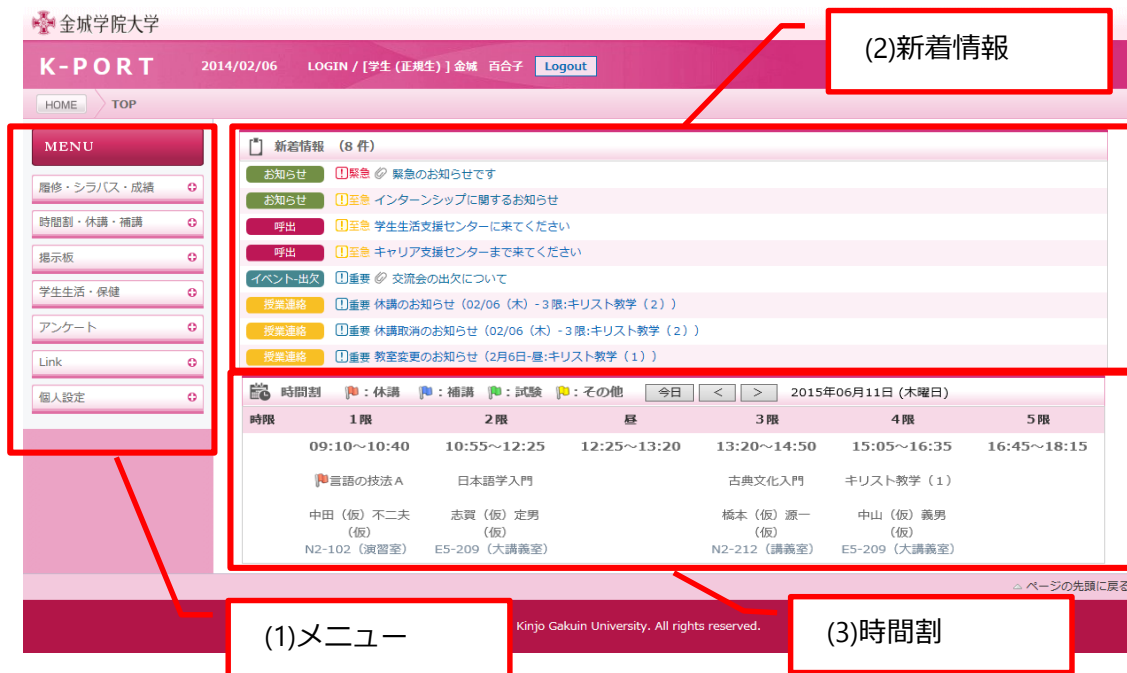 金城学院大学
(2)新着情報
K-PORT 2014/02/06 LOGIN / [学生 (正規生) ] 金城 百合子 Logout
HOME TOP
MENU
履修・シラバス・成績
時間割・休講・補講
掲示板
学生生活・保健
アンケート
Link
個人設定
新着情報 (8 件)
お知らせ !緊急 緊急のお知らせです
お知らせ !至急 インターンシップに関するお知らせ
呼出 !至急 学生生活支援センターに来てください
呼出 !至急 キャリア支援センターまで来てください
イベント-出欠 !重要 交流会の出欠について
授業連絡 !重要 休講のお知らせ（02/06（木）-３限:キリスト教学（２））
授業連絡 !重要 休講取消のお知らせ（02/06（木）-３限:キリスト教学（２））
授業連絡 !重要 教室変更のお知らせ（2月6日-昼:キリスト教学（１））
時間割 ：休講 ：補講 ：試験 ：その他 今日 < > 2015年06月11日 (木曜日)
時限 １限 ２限 昼 ３限 ４限 ５限
09:10～10:40 10:55～12:25 12:25～13:20 13:20～14:50 15:05～16:35 16:45～18:15
言語の技法Ａ 日本語学入門 古典文化入門 キリスト教学（１）
中田（仮）不二夫 志賀（仮）定男 橋本（仮）源一 中山（仮）義男
（仮） （仮） （仮） （仮）
N2-102（演習室） E5-209（大講義室） N2-212（講義室） E5-209（大講義室）
ページの先頭に戻る
(1)メニュー
Kinjo Gakuin University. All rights reserved.
(3)時間割